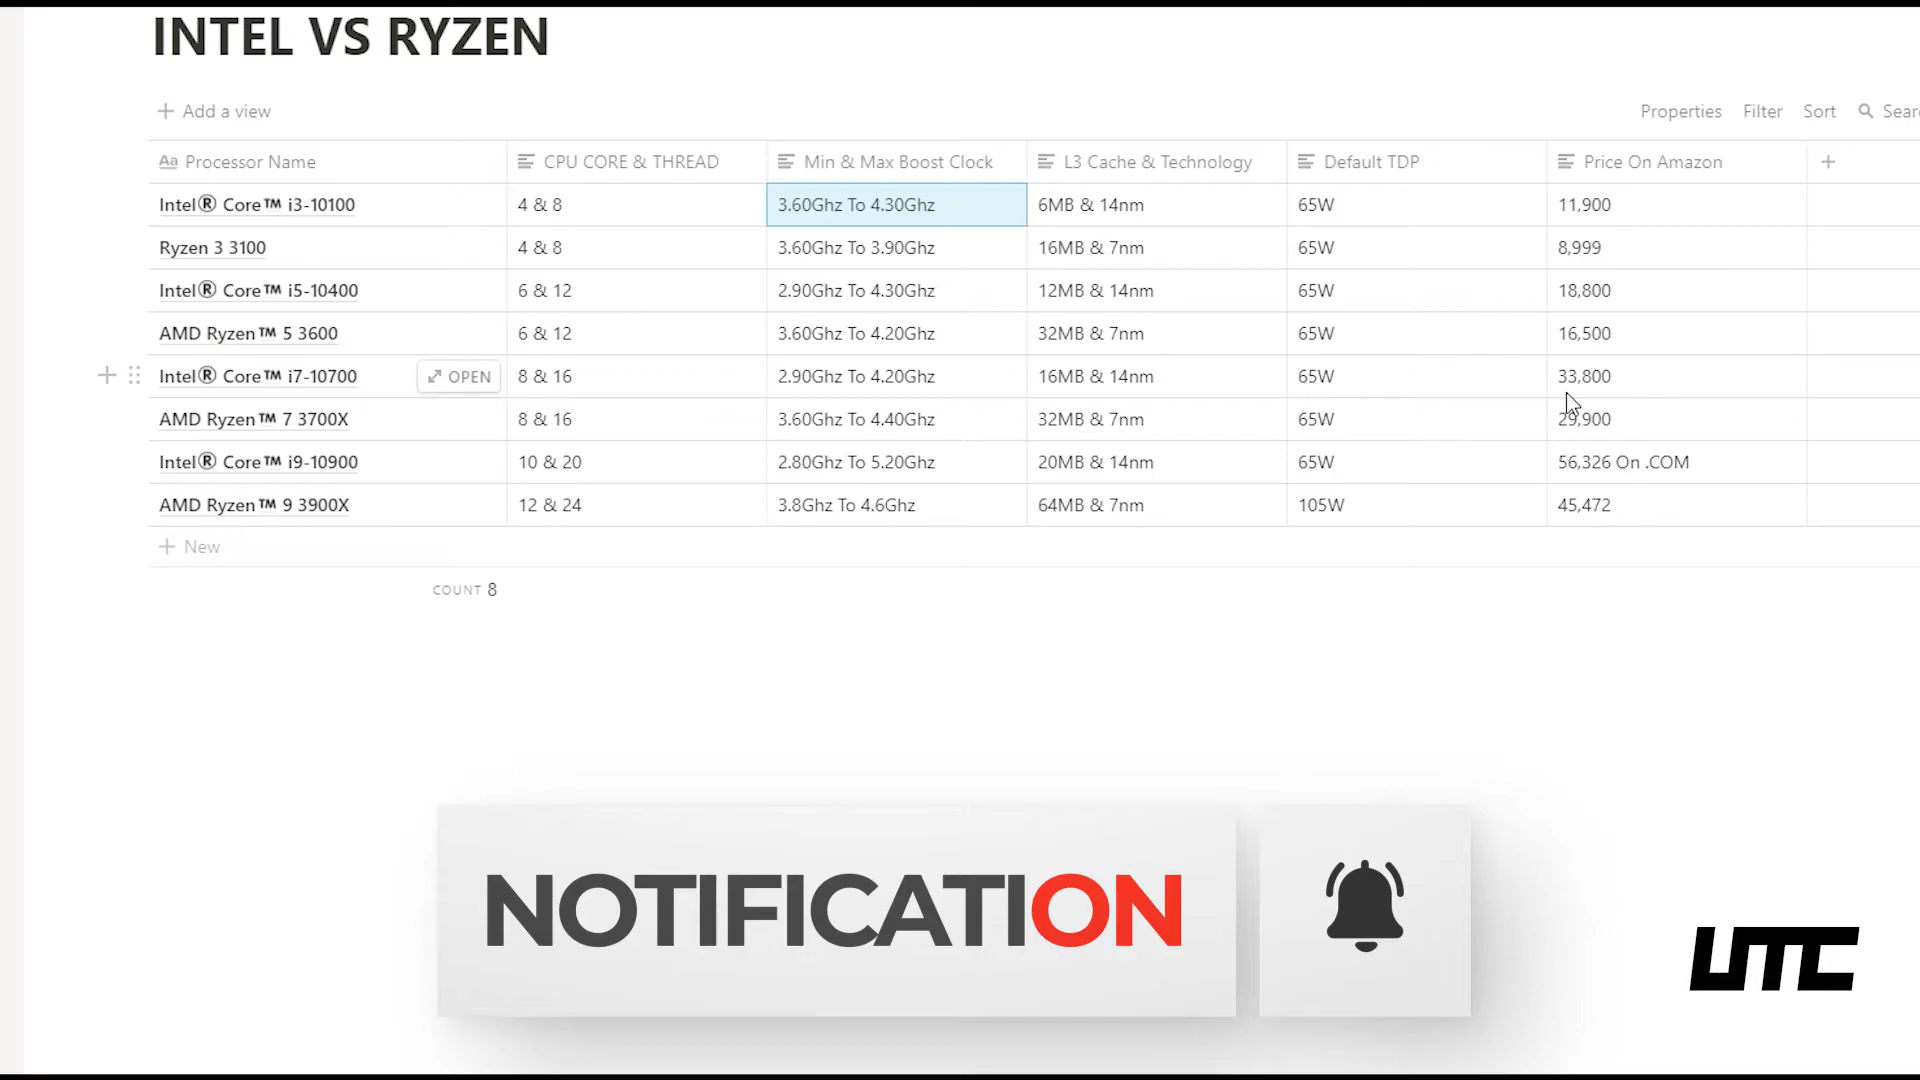 INTEL VS RYZEN
Add a view
Properties Filter Sort Sear
Aa Processor Name CPU CORE & THREAD Min & Max Boost Clock L3 Cache & Technology Default TDP Price On Amazon
Intel® Core™ i3-10100 4 & 8 3.60Ghz To 4.30Ghz 6MB & 14nm 65W 11,900
Ryzen 3 3100 4 & 8 3.60Ghz To 3.90Ghz 16MB & 7nm 65W 8,999
Intel® Core™ i5-10400 6 & 12 2.90Ghz To 4.30Ghz 12MB & 14nm 65W 18,800
AMD Ryzen™ 5 3600 6 & 12 3.60Ghz To 4.20Ghz 32MB & 7nm 65W 16,500
Intel® Core™ i7-10700 OPEN 8 & 16 2.90Ghz To 4.20Ghz 16MB & 14nm 65W 33,800
AMD Ryzen™ 7 3700X 8 & 16 3.60Ghz To 4.40Ghz 32MB & 7nm 65W 29,900
Intel® Core™ i9-10900 10 & 20 2.80Ghz To 5.20Ghz 20MB & 14nm 65W 56,326 On .COM
AMD Ryzen™ 9 3900X 12 & 24 3.8Ghz To 4.6Ghz 64MB & 7nm 105W 45,472
New
COUNT 8
NOTIFICATION
UTC